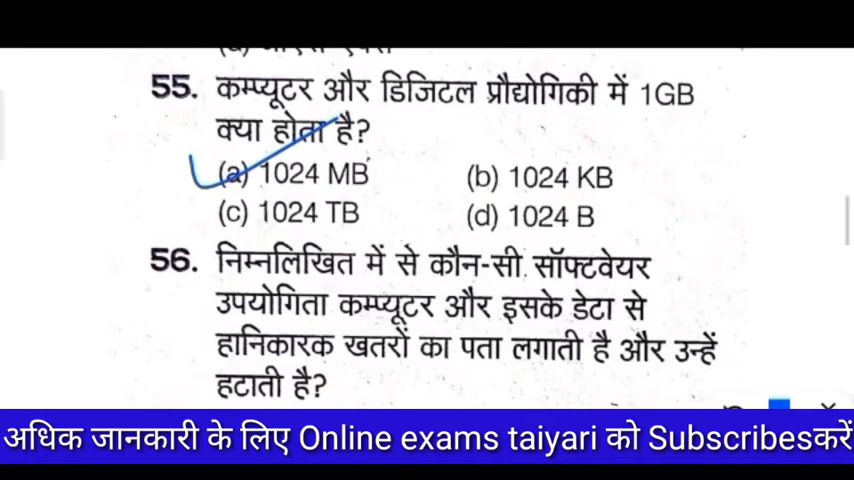 55. कम्प्यूटर और डिजिटल प्रौद्योगिकी में 1GB
क्या होता है?
(a) 1024 MB (b) 1024 KB
(c) 1024 TB (d) 1024 B
56. निम्नलिखित में से कौन-सी सॉफ्टवेयर
उपयोगिता कम्प्यूटर और इसके डेटा से
हानिकारक खतरों का पता लगाती है और उन्हें
हटाती है?
अधिक जानकारी के लिए Online exams taiyari को Subscribesकरें